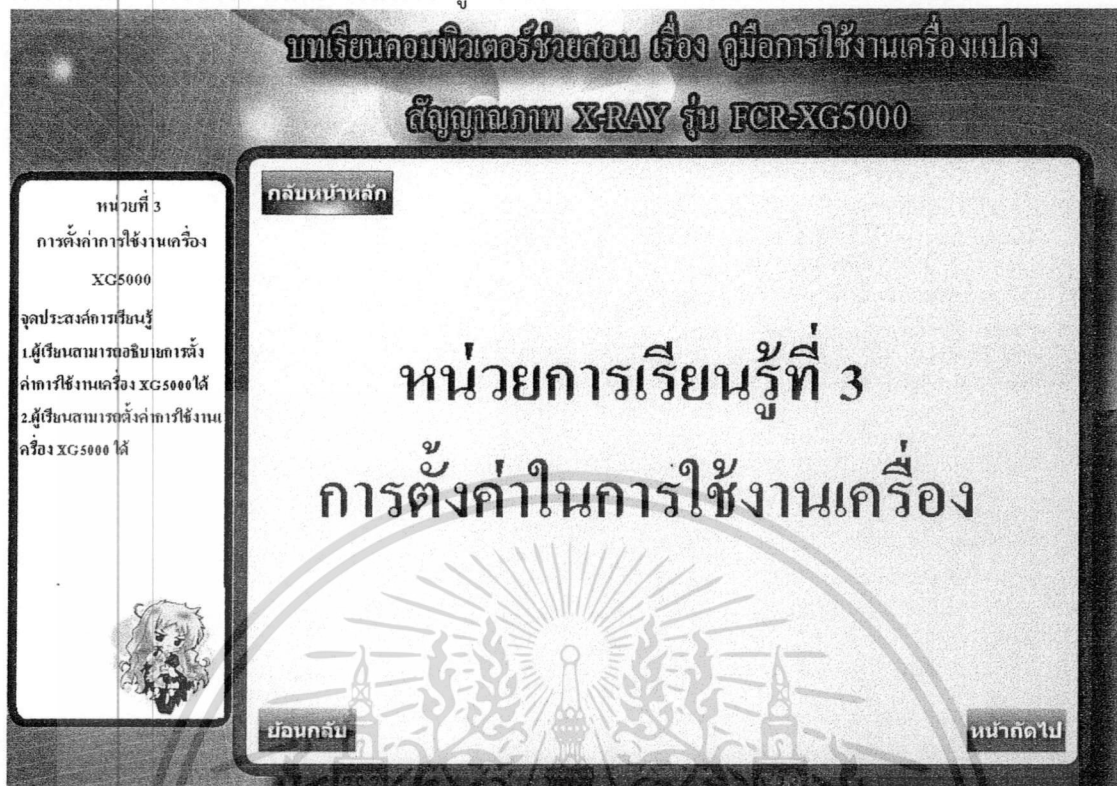 บทเรียนคอมพิวเตอร์ช่วยสอน เรื่อง คู่มือการใช้งานเครื่องแปลง
สัญญาณภาพ X-RAY รุ่น FCR-XG5000
หน่วยที่ 3
การตั้งค่าการใช้งานเครื่อง
XG5000
จุดประสงค์การเรียนรู้
1.ผู้เรียนสามารถอธิบายการตั้ง
ค่าการใช้งานเครื่อง XG5000ได้
2.ผู้เรียนสามารถตั้งค่าการใช้งานเ
ครื่อง XG5000 ได้
กลับหน้าหลัก
หน่วยการเรียนรู้ที่ 3
การตั้งค่าในการใช้งานเครื่อง
ย้อนกลับ
หน้าถัดไป